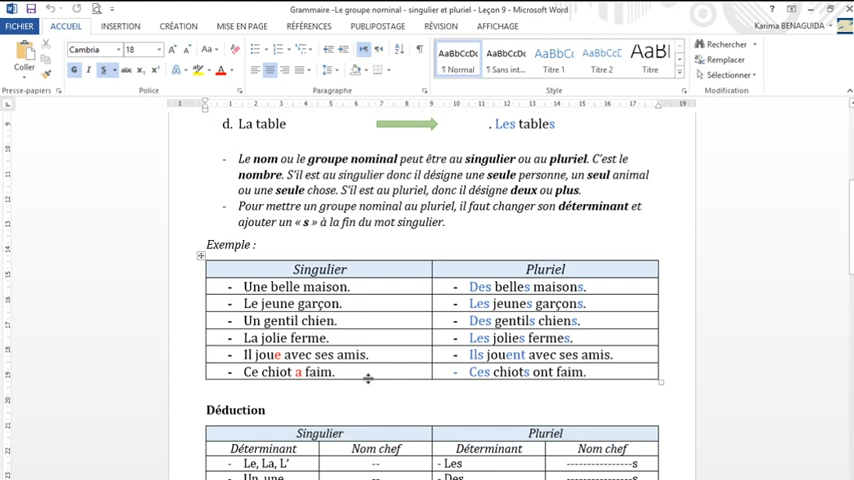 Grammaire -Le groupe nominal - singulier et pluriel - Leçon 9 - Microsoft Word
FICHIER ACCUEIL INSERTION CRÉATION MISE EN PAGE RÉFÉRENCES PUBLIPOSTAGE RÉVISION AFFICHAGE Karima BENAGUIDA
Cambria 18 AaBbCcDc AaBbCcDc AaBbCc AaBbCcD AaB Rechercher
Coller G I S abc x₂ x² Remplacer
¶ Normal ¶ Sans int... Titre 1 Titre 2 Titre Sélectionner
Presse-papiers Police Paragraphe Style Modification
d. La table . Les tables
- Le nom ou le groupe nominal peut être au singulier ou au pluriel. C'est le
nombre. S'il est au singulier donc il désigne une seule personne, un seul animal
ou une seule chose. S'il est au pluriel, donc il désigne deux ou plus.
- Pour mettre un groupe nominal au pluriel, il faut changer son déterminant et
ajouter un « s » à la fin du mot singulier.
Exemple :
Singulier Pluriel
- Une belle maison. - Des belles maisons.
- Le jeune garçon. - Les jeunes garçons.
- Un gentil chien. - Des gentils chiens.
- La jolie ferme. - Les jolies fermes.
- Il joue avec ses amis. - Ils jouent avec ses amis.
- Ce chiot a faim. - Ces chiots ont faim.
Déduction
Singulier Pluriel
Déterminant Nom chef Déterminant Nom chef
- Le, La, L' -- - Les ---------------s
- Un, une -- - Des ---------------s